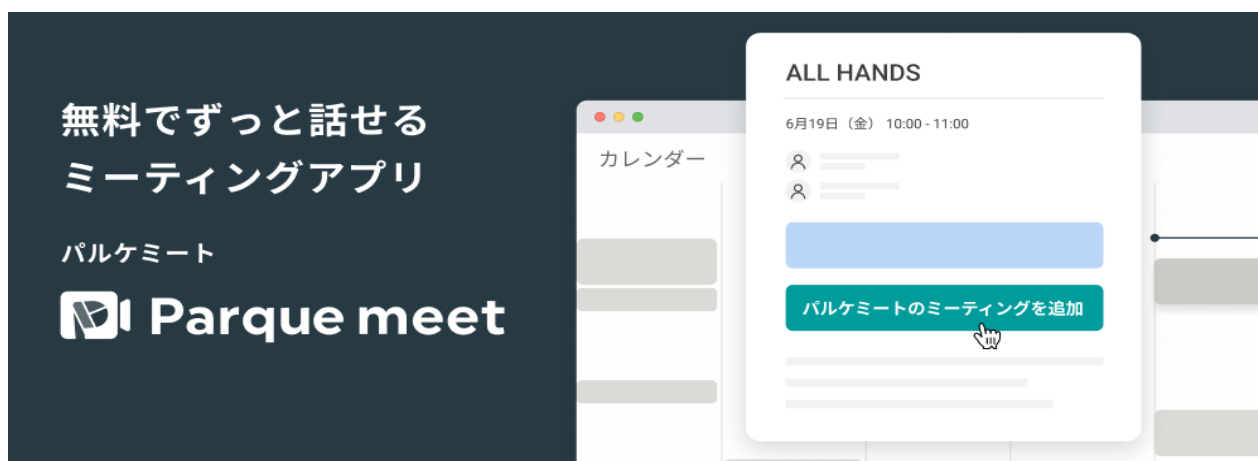 無料でずっと話せる
ミーティングアプリ
パルケミート
Parque meet
カレンダー
ALL HANDS
6月19日（金） 10:00 - 11:00
パルケミートのミーティングを追加